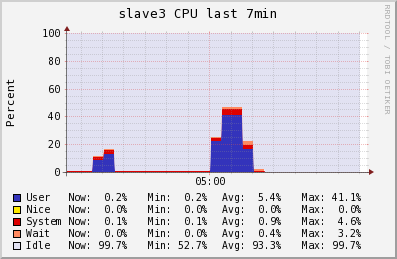 slave3 CPU last 7min
RRDTOOL / TOBI OETIKER
Percent
100
80
60
40
20
0
05:00
User Now: 0.2% Min: 0.2% Avg: 5.4% Max: 41.1%
Nice Now: 0.0% Min: 0.0% Avg: 0.0% Max: 0.0%
System Now: 0.1% Min: 0.1% Avg: 0.9% Max: 4.6%
Wait Now: 0.0% Min: 0.0% Avg: 0.4% Max: 3.2%
Idle Now: 99.7% Min: 52.7% Avg: 93.3% Max: 99.7%